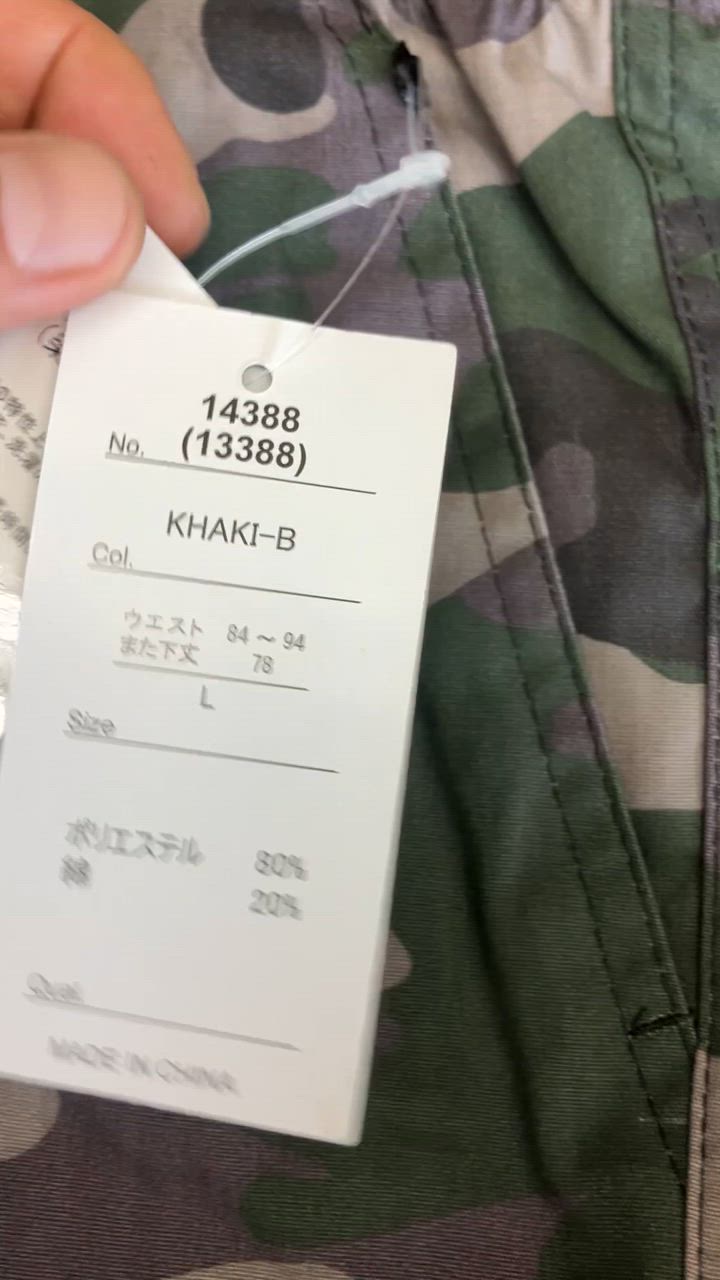 14388
No. (13388)
KHAKI-B
Col.
ウエスト 84 ～ 94
また下丈 78
L
Size
ポリエステル 80%
綿 20%
Qual.
MADE IN CHINA